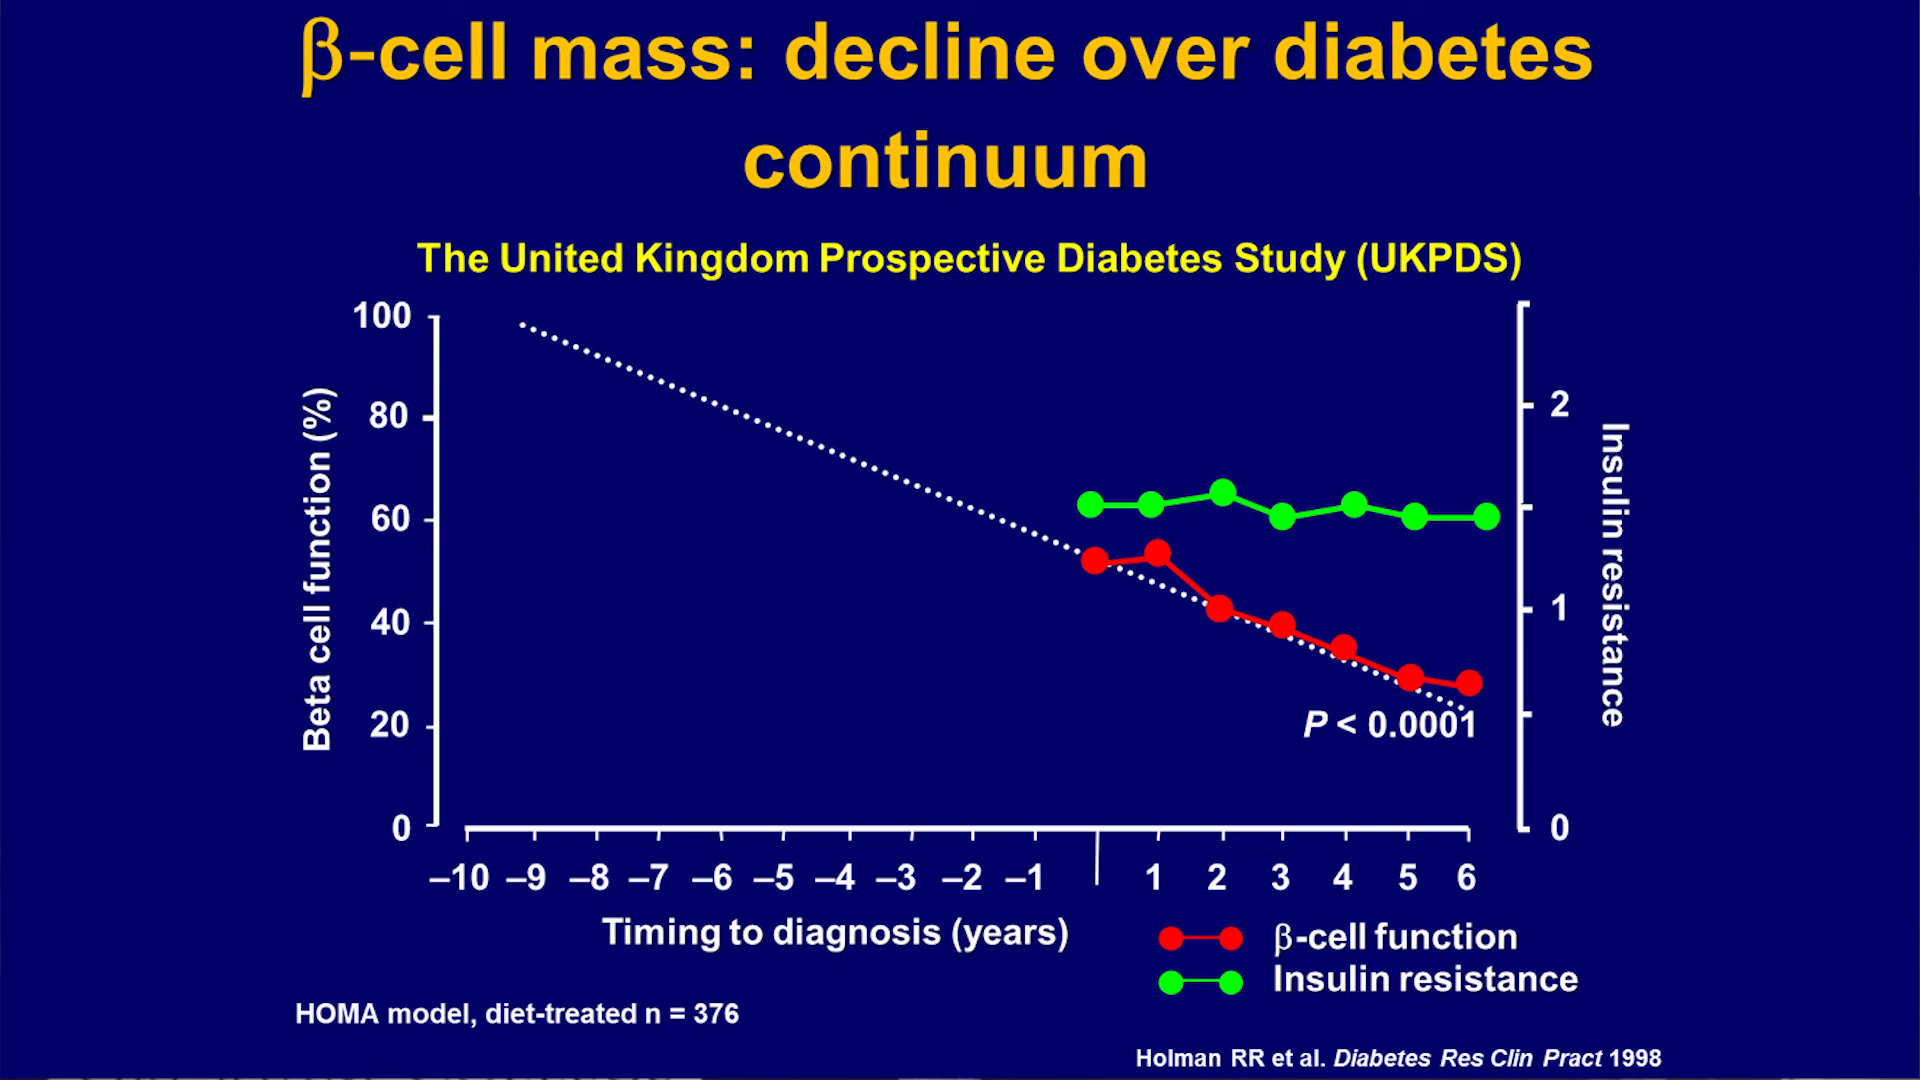 β-cell mass: decline over diabetes
continuum
The United Kingdom Prospective Diabetes Study (UKPDS)
Beta cell function (%)
100
80
60
40
20
0
2
1
0
Insulin resistance
P < 0.0001
–10 –9 –8 –7 –6 –5 –4 –3 –2 –1 1 2 3 4 5 6
Timing to diagnosis (years)
β-cell function
Insulin resistance
HOMA model, diet-treated n = 376
Holman RR et al. Diabetes Res Clin Pract 1998